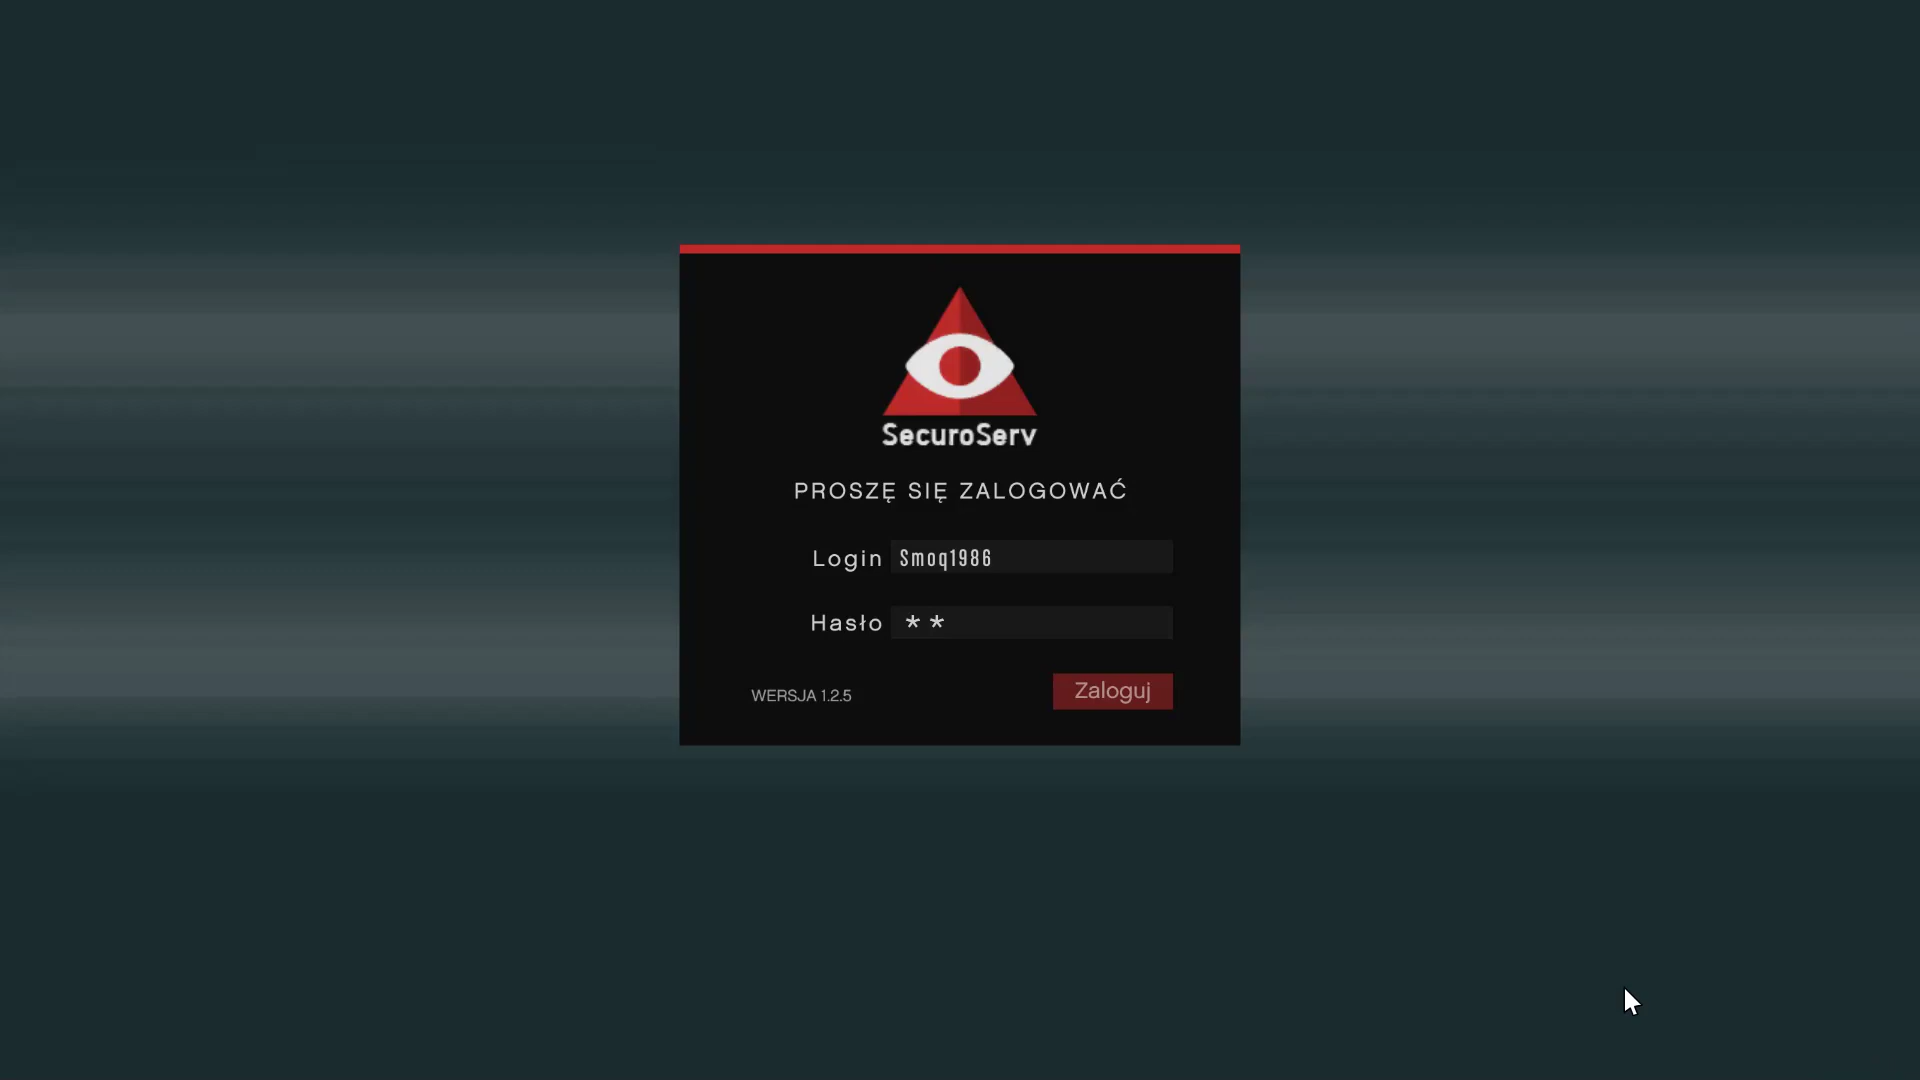 SecuroServ
PROSZĘ SIĘ ZALOGOWAĆ
Login Smoq1986
Hasło **
WERSJA 1.2.5 Zaloguj